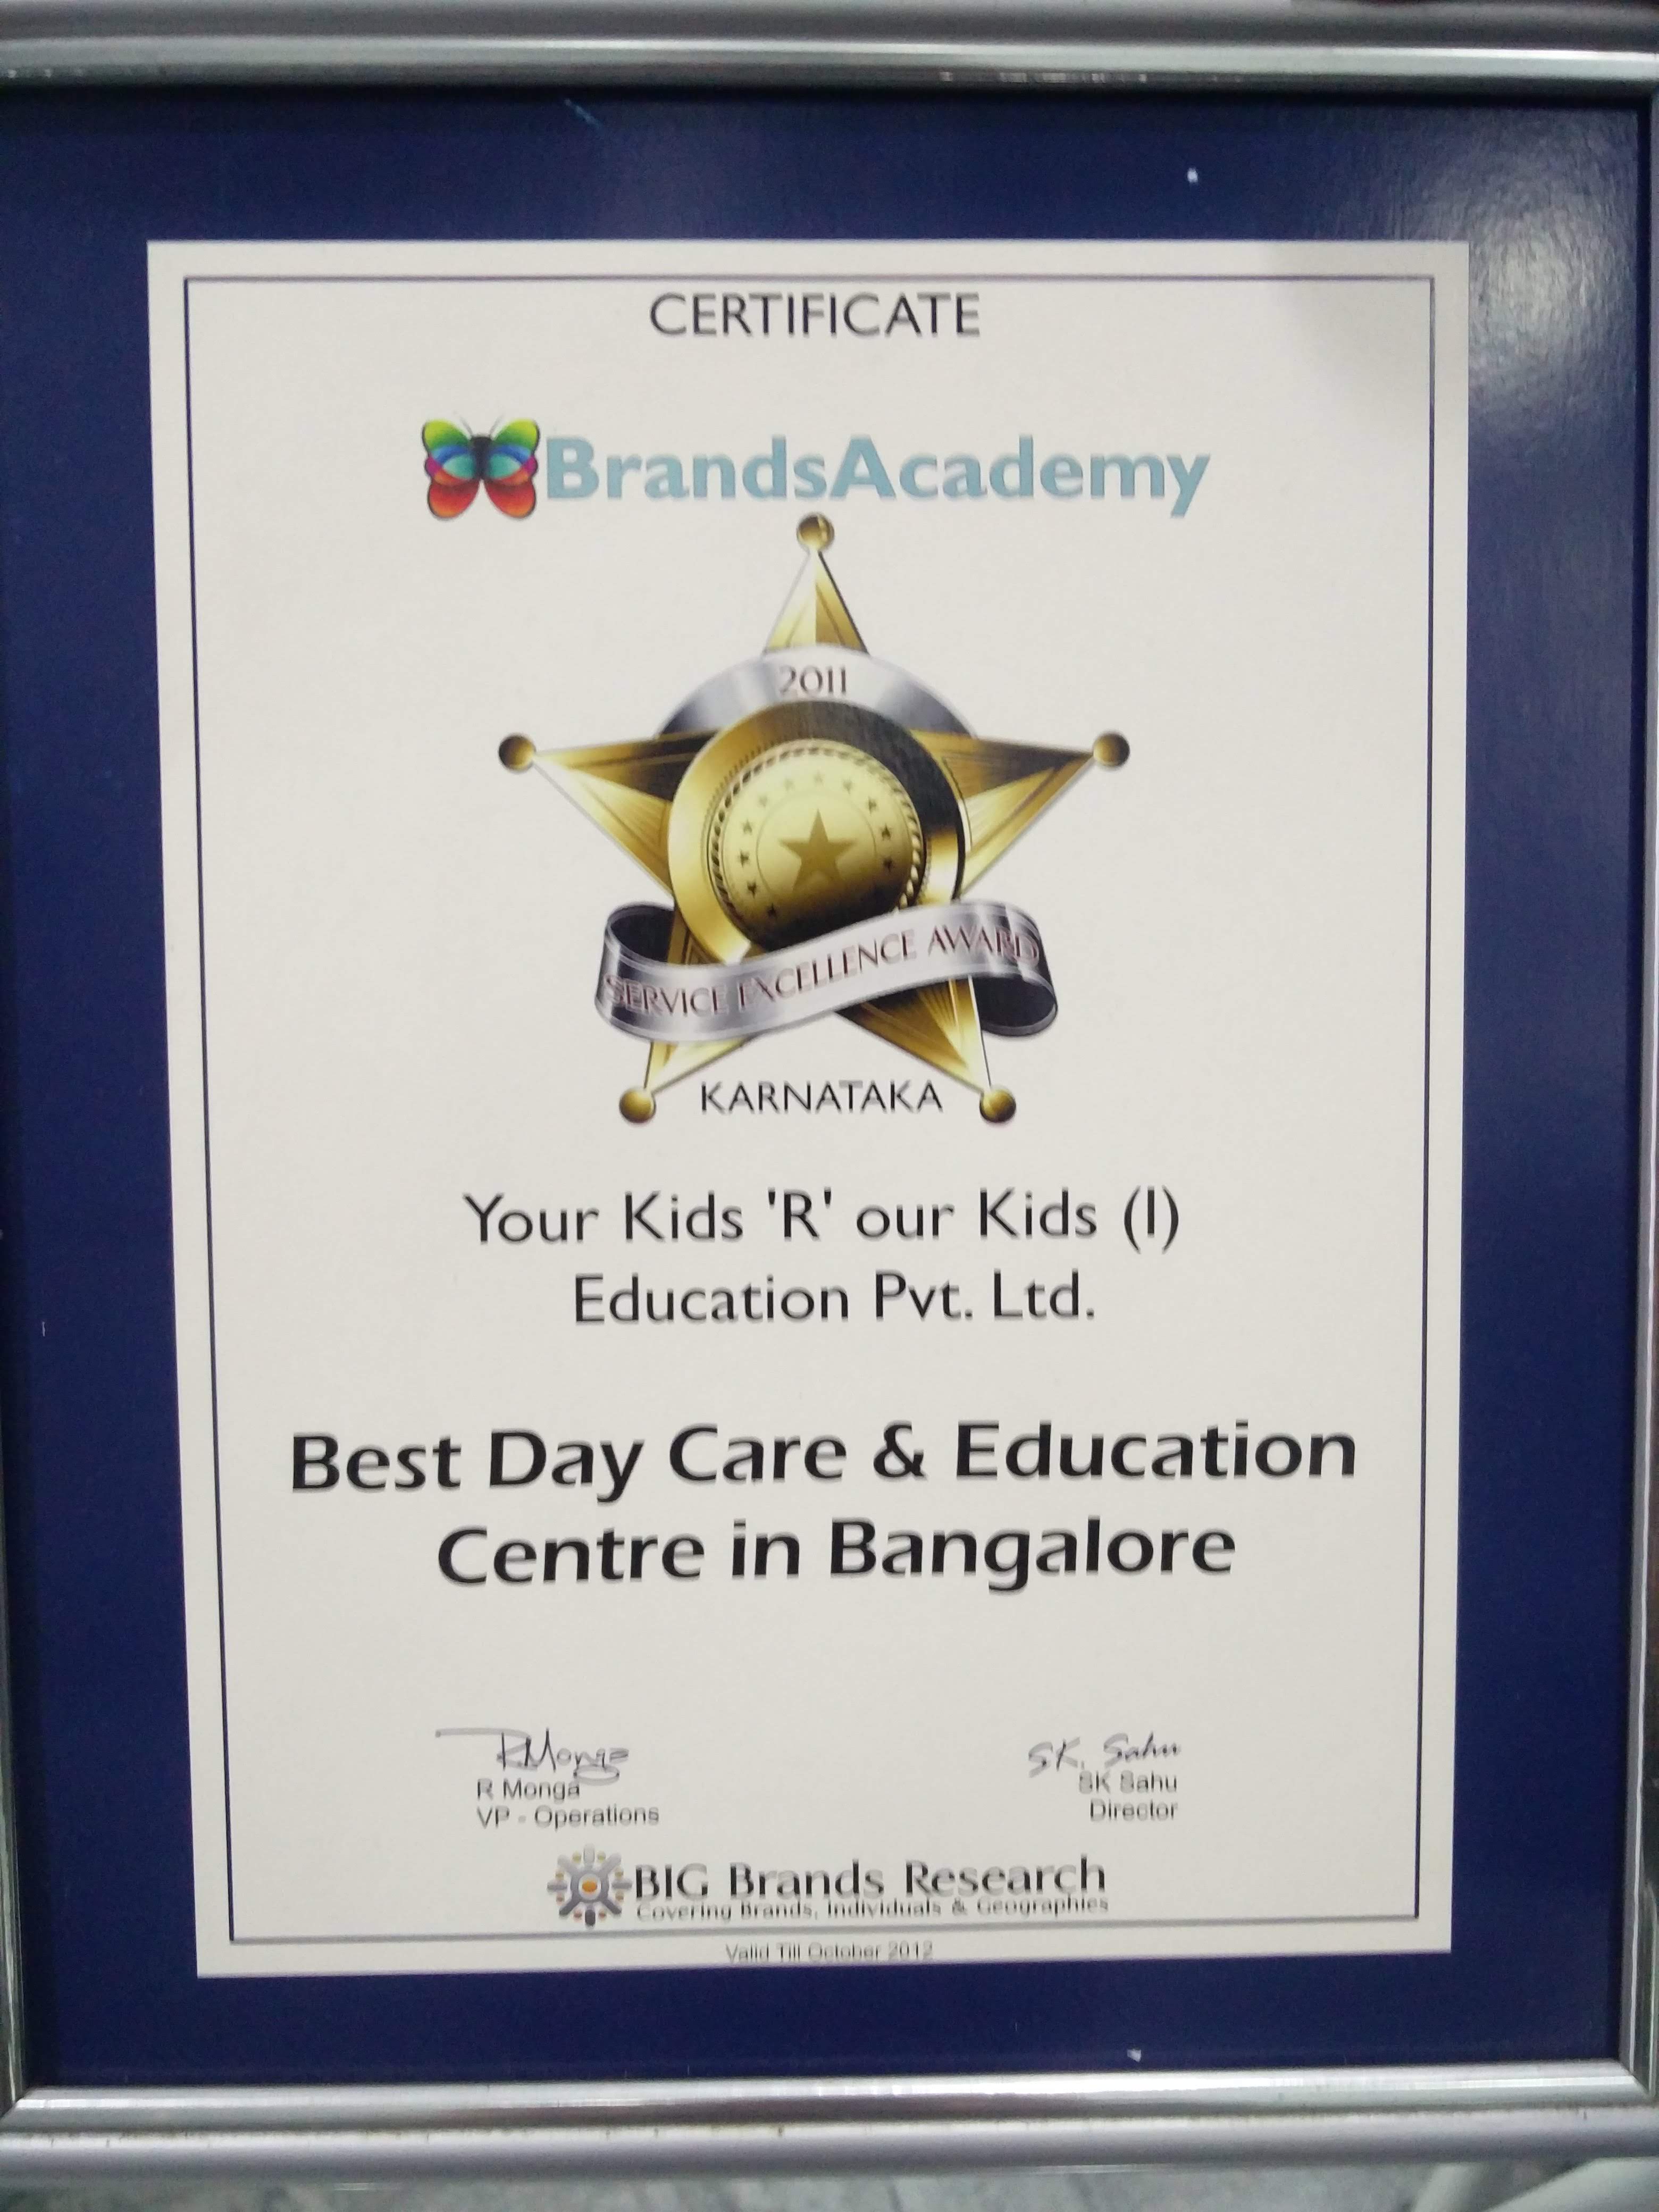 CERTIFICATE
BrandsAcademy
2011
SERVICE EXCELLENCE AWARD
KARNATAKA
Your Kids 'R' our Kids (I)
Education Pvt. Ltd.
Best Day Care & Education
Centre in Bangalore
R.Monga
SK. Sahu
R Monga
SK Sahu
VP - Operations
Director
BIG Brands Research
Covering Brands, Individuals & Geographies
Valid Till October 2012